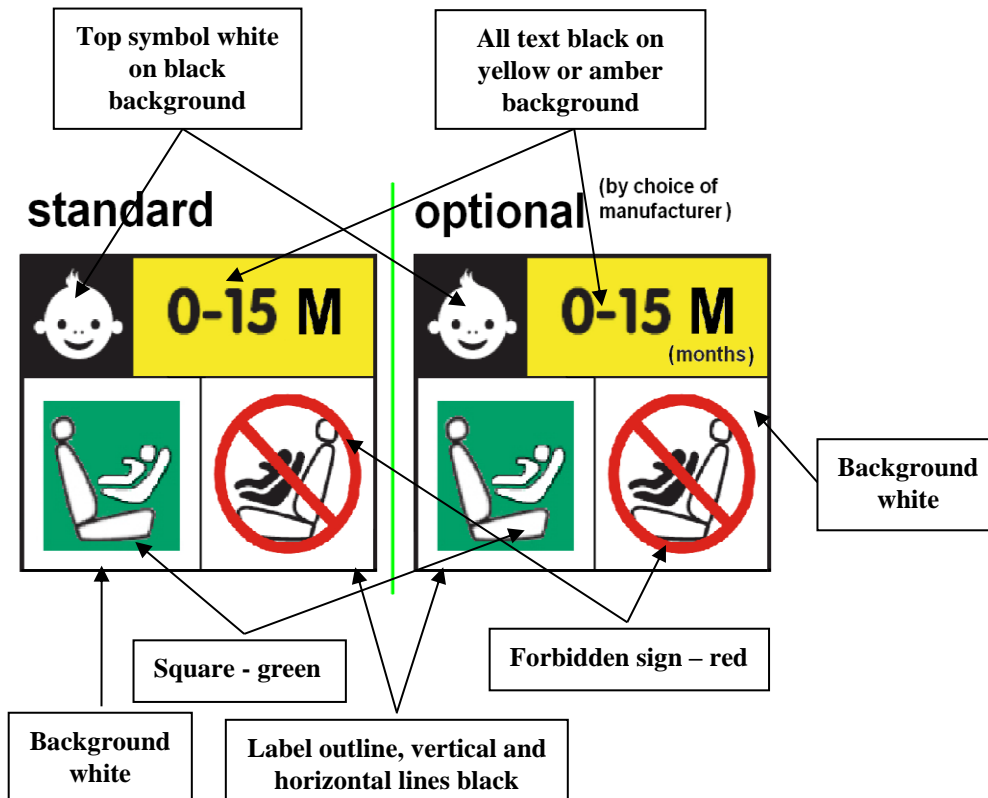 Top symbol white
on black
background
All text black on
yellow or amber
background
standard
optional
(by choice of
manufacturer)
0-15 M
0-15 M
(months)
Background
white
Square - green
Forbidden sign – red
Background
white
Label outline, vertical and
horizontal lines black